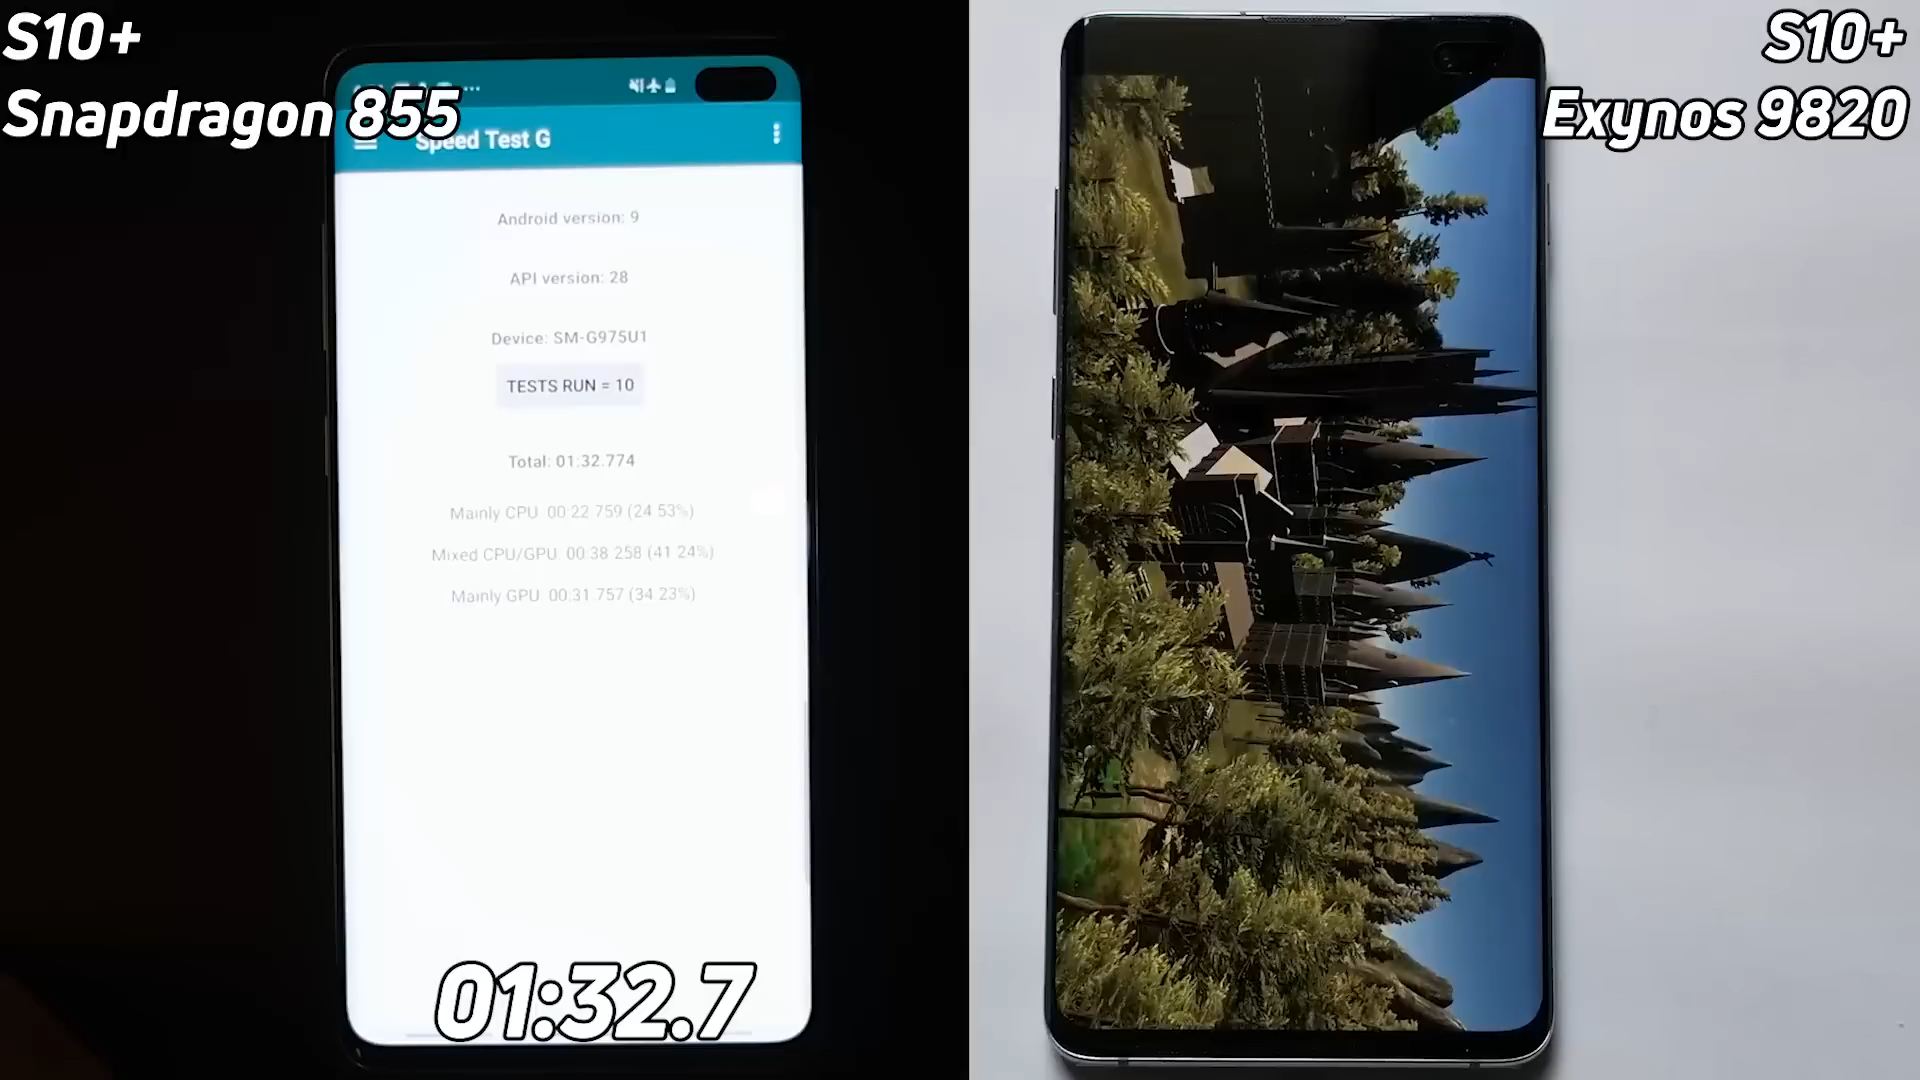 S10+
Snapdragon 855
S10+
Exynos 9820
Speed Test G
Android version: 9
API version: 28
Device: SM-G975U1
TESTS RUN = 10
Total: 01:32.774
Mainly CPU: 00:22.759 (24.53%)
Mixed CPU/GPU: 00:38.258 (41.24%)
Mainly GPU: 00:31.757 (34.23%)
01:32.7